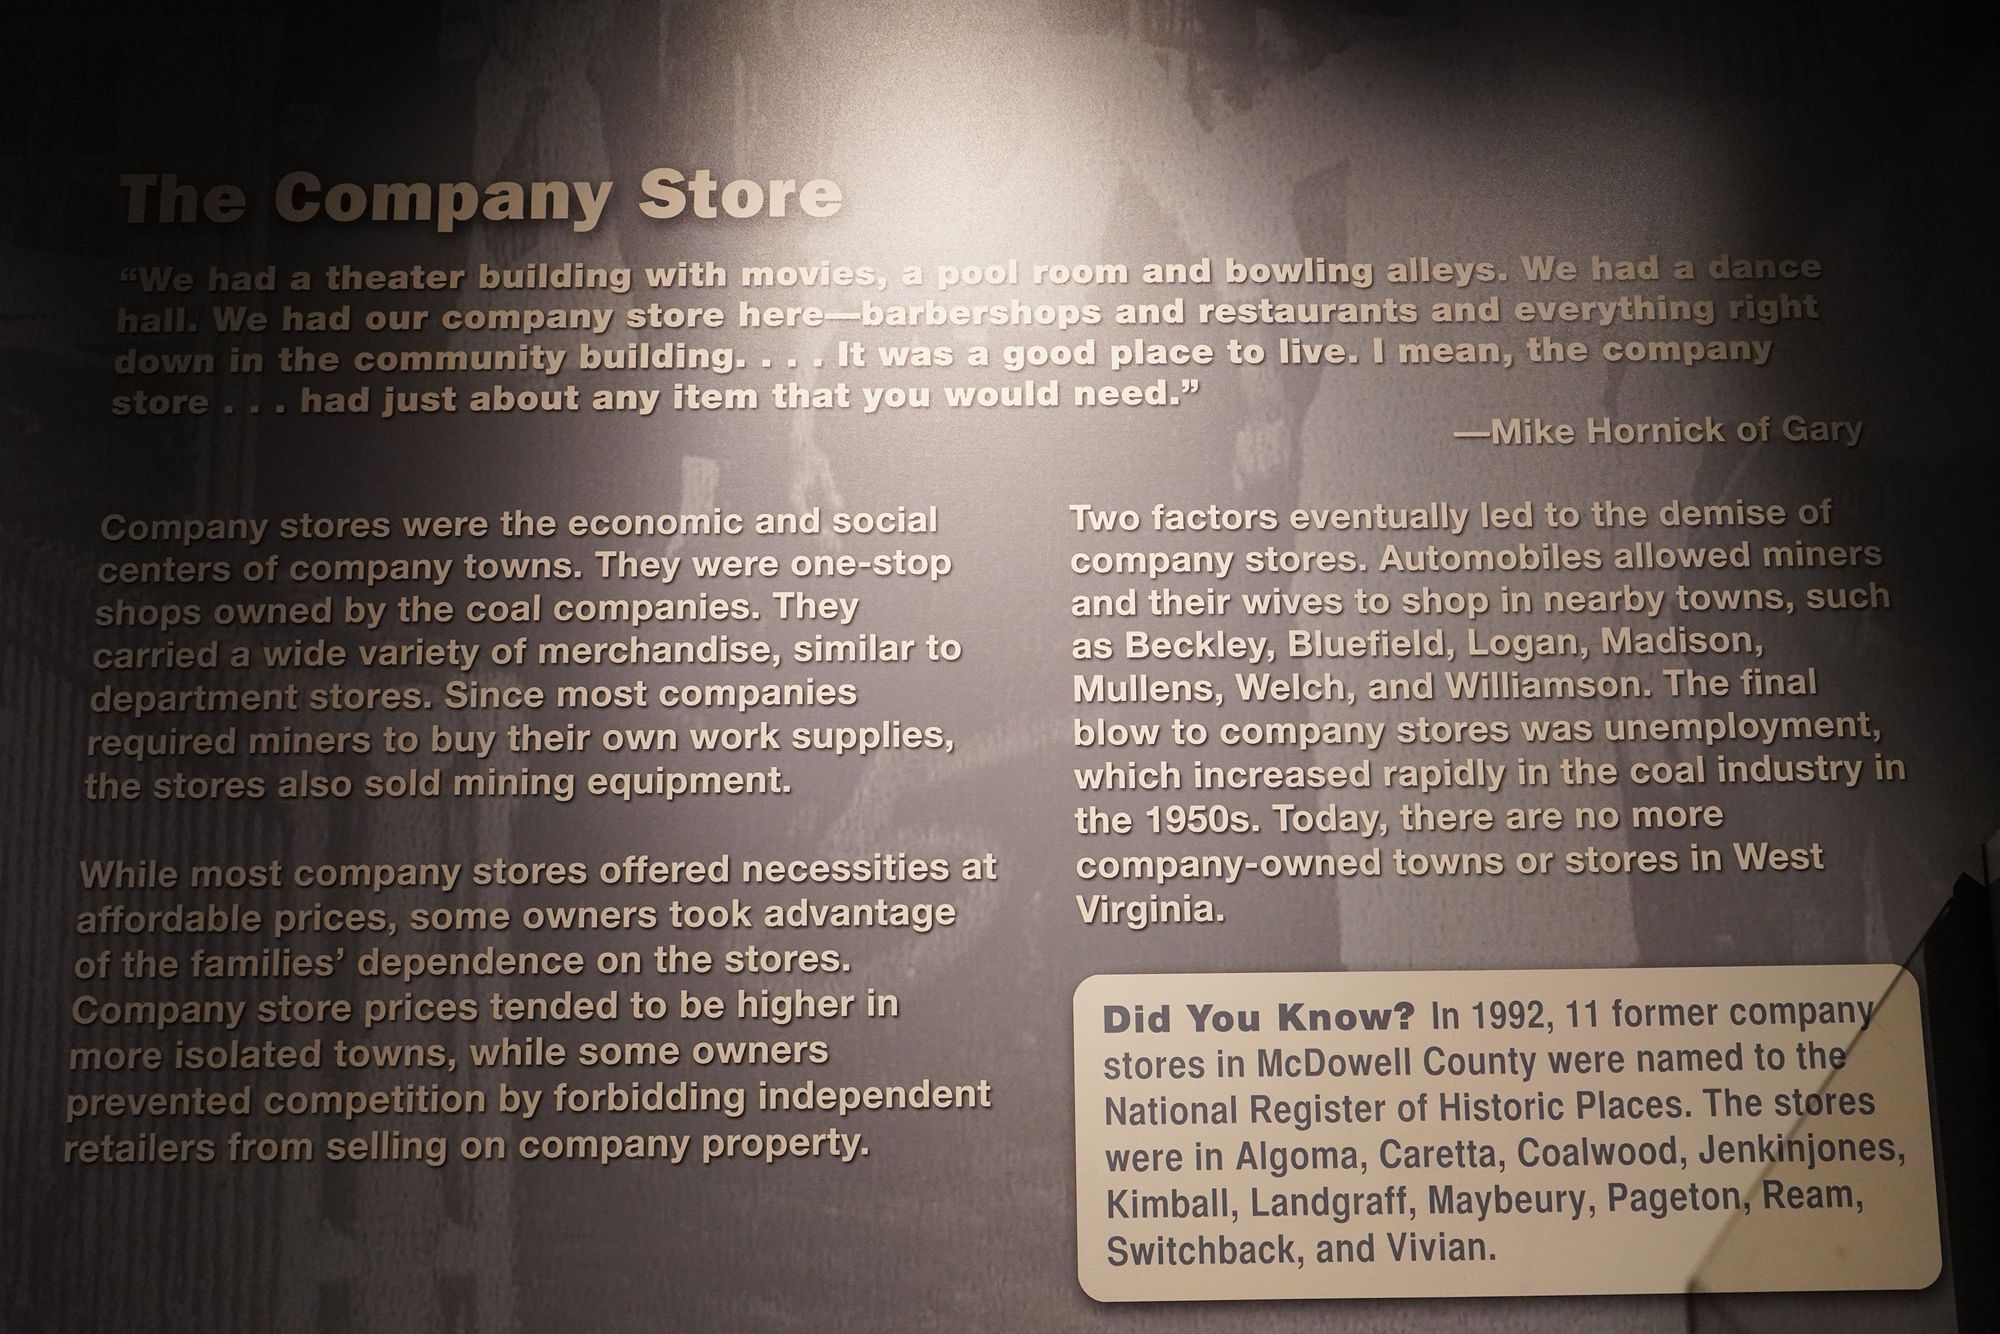 The Company Store
“We had a theater building with movies, a pool room and bowling alleys. We had a dance
hall. We had our company store here—barbershops and restaurants and everything right
down in the community building. . . . It was a good place to live. I mean, the company
store . . . had just about any item that you would need.”
—Mike Hornick of Gary
Company stores were the economic and social
centers of company towns. They were one-stop
shops owned by the coal companies. They
carried a wide variety of merchandise, similar to
department stores. Since most companies
required miners to buy their own work supplies,
the stores also sold mining equipment.
While most company stores offered necessities at
affordable prices, some owners took advantage
of the families’ dependence on the stores.
Company store prices tended to be higher in
more isolated towns, while some owners
prevented competition by forbidding independent
retailers from selling on company property.
Two factors eventually led to the demise of
company stores. Automobiles allowed miners
and their wives to shop in nearby towns, such
as Beckley, Bluefield, Logan, Madison,
Mullens, Welch, and Williamson. The final
blow to company stores was unemployment,
which increased rapidly in the coal industry in
the 1950s. Today, there are no more
company-owned towns or stores in West
Virginia.
Did You Know? In 1992, 11 former company
stores in McDowell County were named to the
National Register of Historic Places. The stores
were in Algoma, Caretta, Coalwood, Jenkinjones,
Kimball, Landgraff, Maybeury, Pageton, Ream,
Switchback, and Vivian.